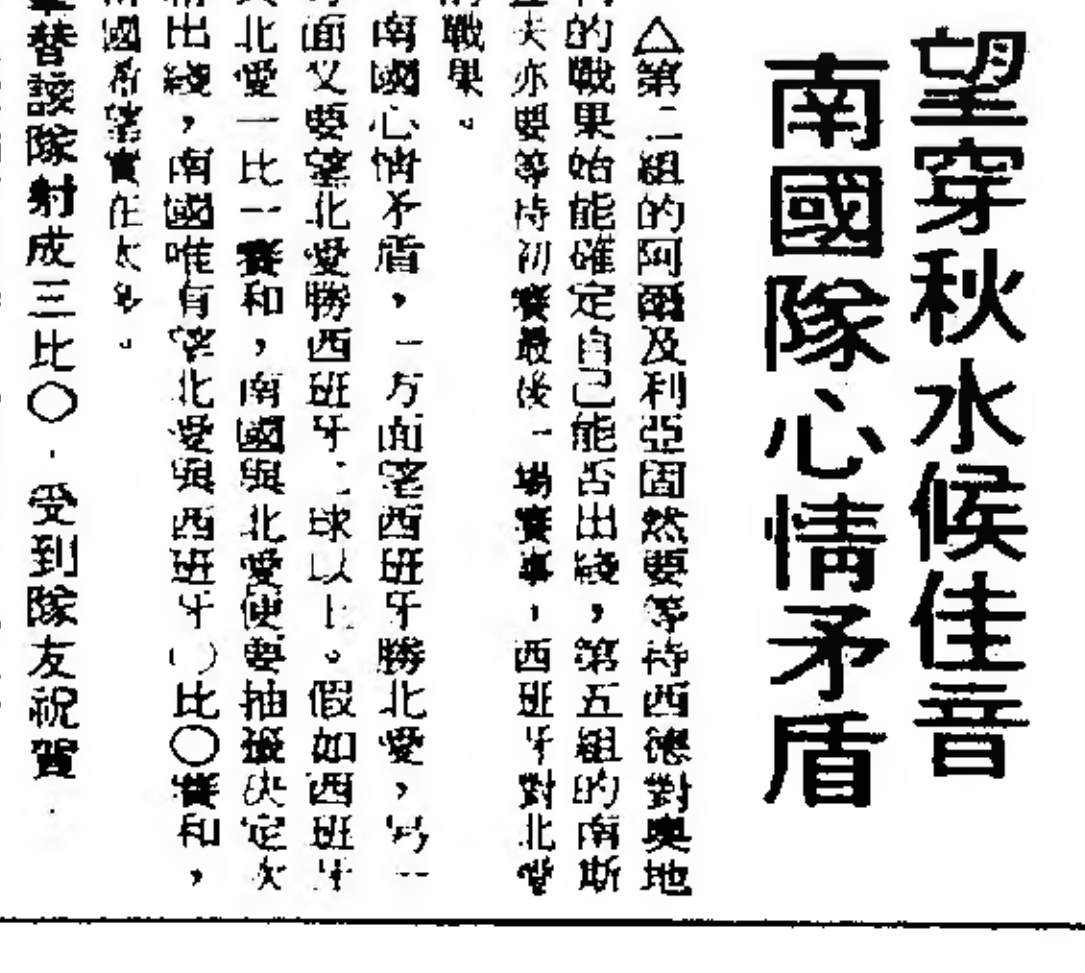 望穿秋水候佳音
南國隊心情矛盾
△第二組的阿爾及利亞固然要等待西德對奧地
的戰果始能確定自己能否出綫，第五組的南斯
夫亦要等待初賽最後一場賽事，西班牙對北愛
戰果。
南國心情矛盾，一方面望西班牙勝北愛，另一
面又要望北愛勝西班牙二球以上。假如西班牙
北愛一比一賽和，南國與北愛便要抽籤決定次
出綫，南國唯有望北愛與西班牙〇比〇賽和，
國希望實在太多。
替該隊射成三比〇．受到隊友祝賀．